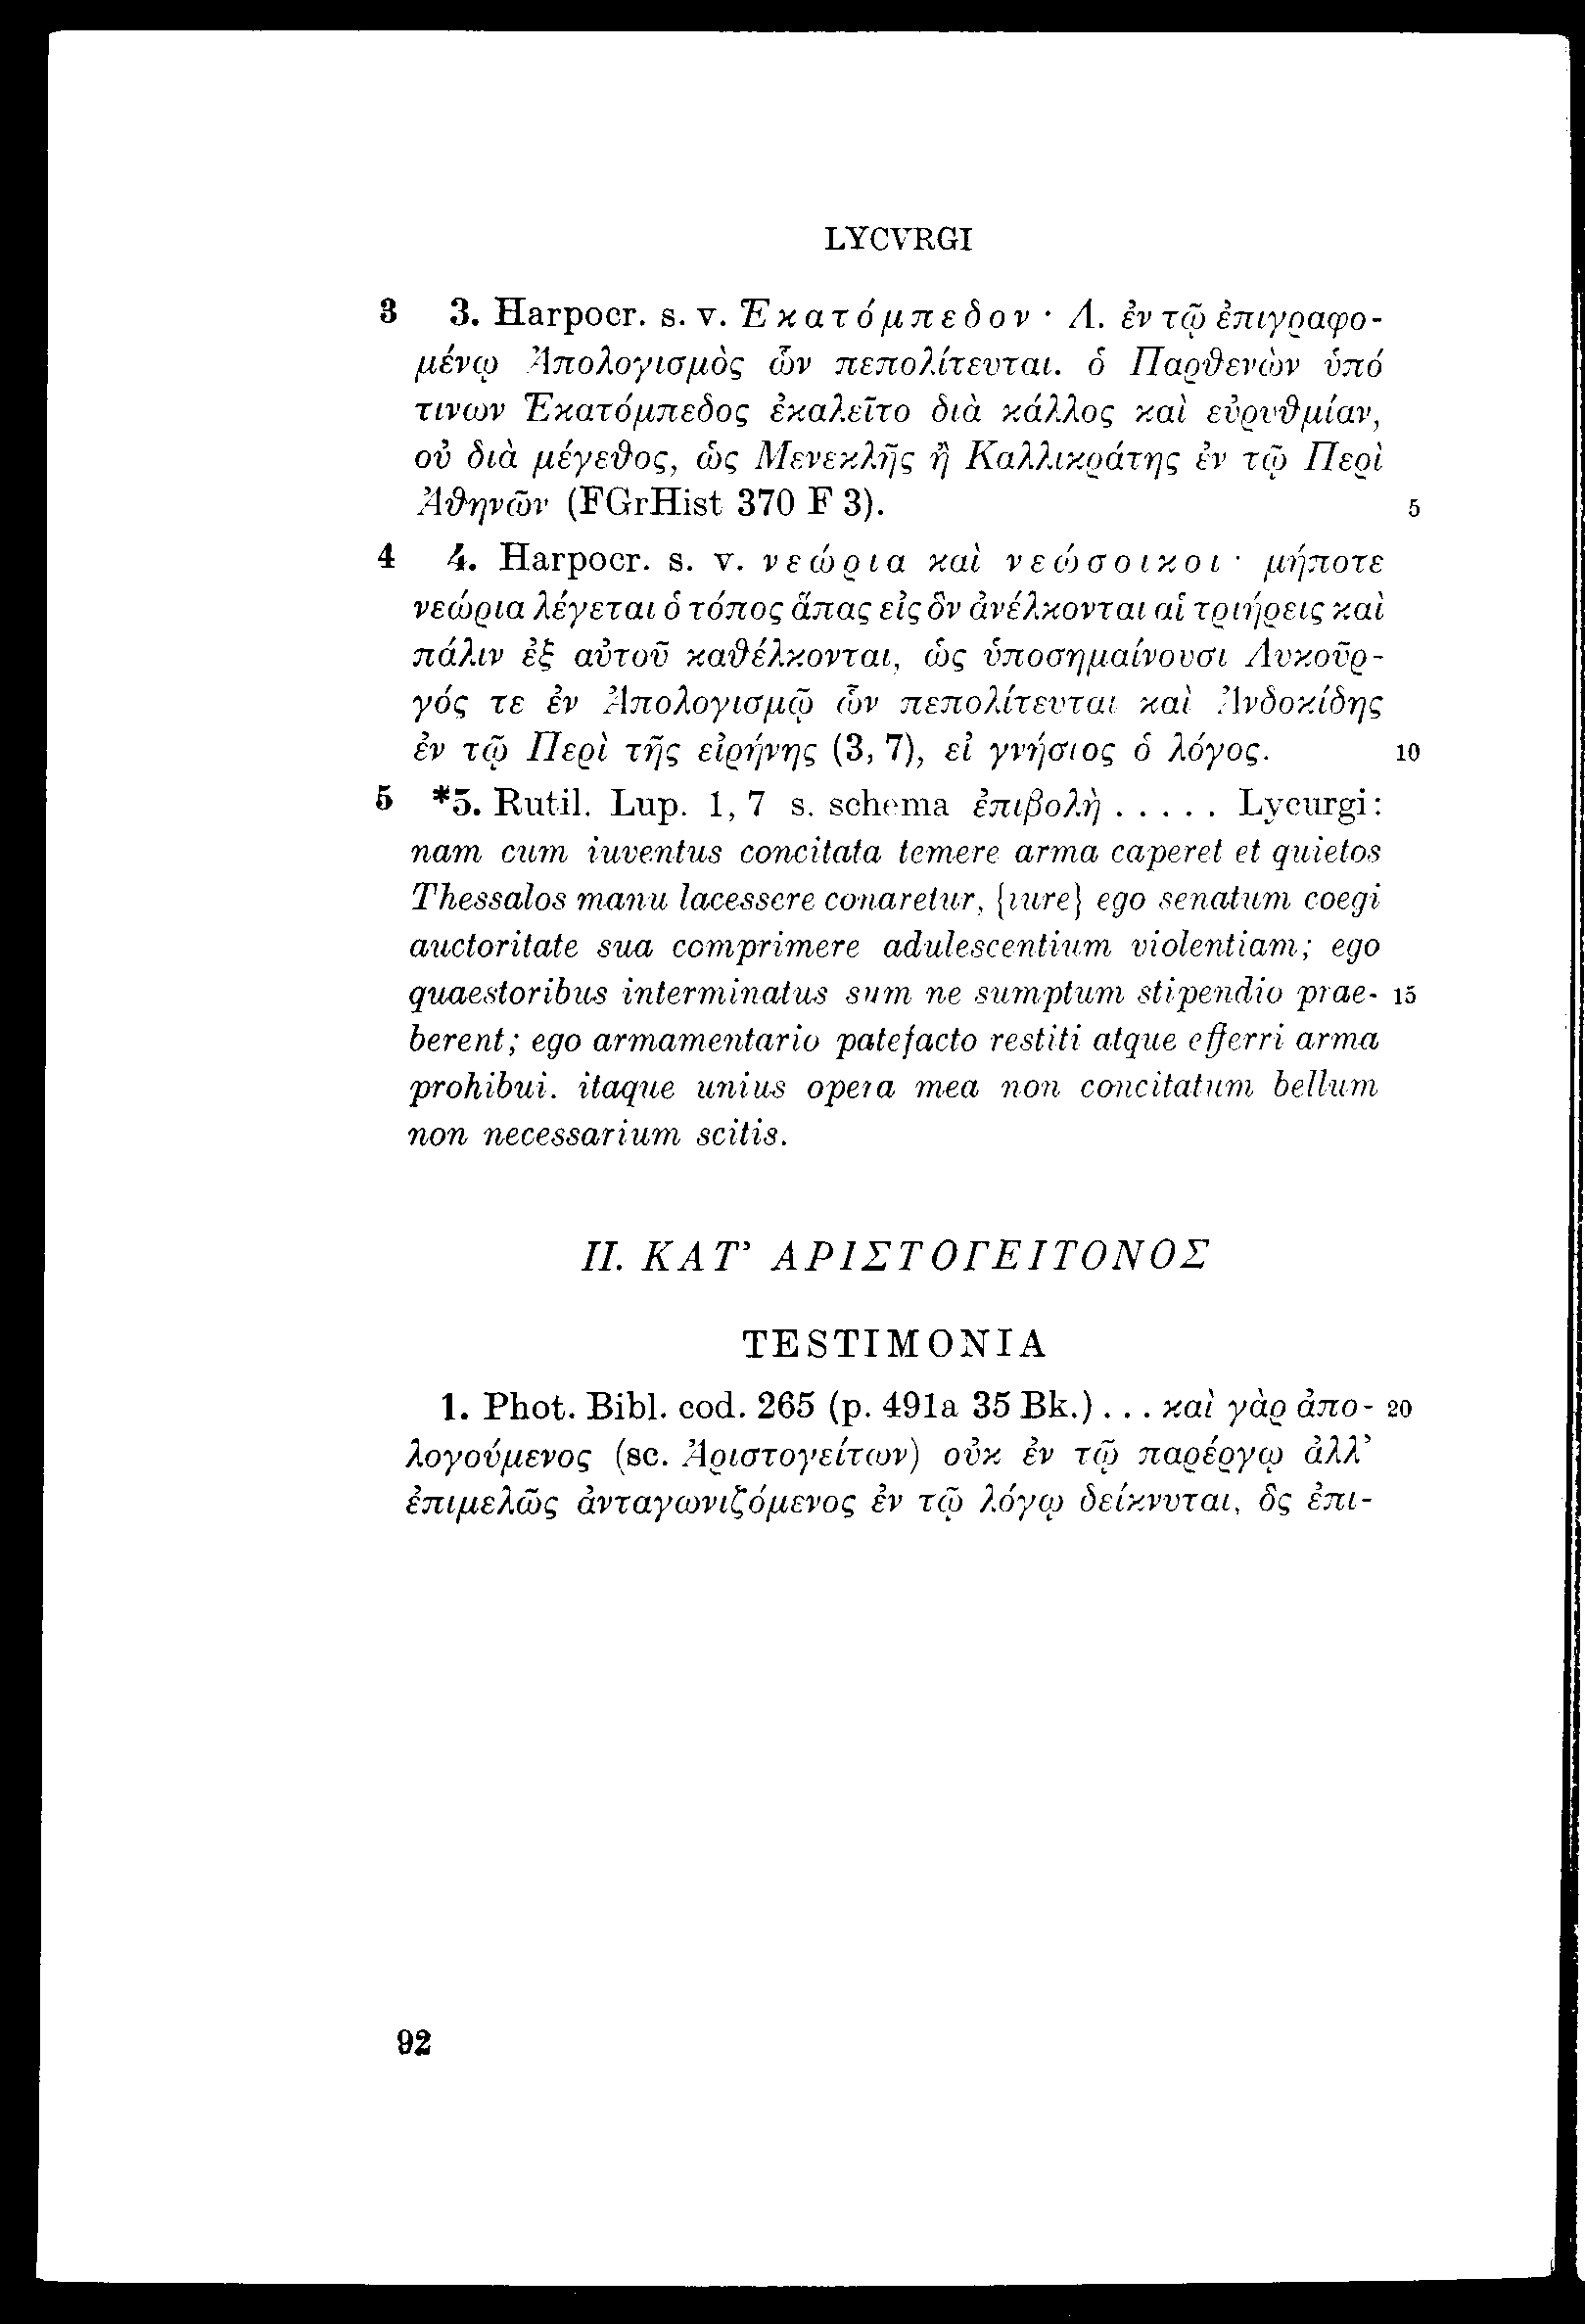 LYCVRGI
3 3. Harpocr. s. v. Ἑκατόμπεδον · Λ. ἐν τῷ ἐπιγραφο-
μένῳ Ἀπολογισμὸς ὧν πεπολίτευται. ὁ Παρθενὼν ὑπό
τινων Ἑκατόμπεδος ἐκαλεῖτο διὰ κάλλος καὶ εὐρυθμίαν,
οὐ διὰ μέγεθος, ὡς Μενεκλῆς ἢ Καλλικράτης ἐν τῷ Περὶ
Ἀθηνῶν (FGrHist 370 F 3). 5
4 4. Harpocr. s. v. νεώρια καὶ νεώσοικοι · μήποτε
νεώρια λέγεται ὁ τόπος ἅπας εἰς ὃν ἀνέλκονται αἱ τριήρεις καὶ
πάλιν ἐξ αὐτοῦ καθέλκονται, ὡς ὑποσημαίνουσι Λυκοῦρ-
γός τε ἐν Ἀπολογισμῷ ὧν πεπολίτευται καὶ Ἀνδοκίδης
ἐν τῷ Περὶ τῆς εἰρήνης (3, 7), εἰ γνήσιος ὁ λόγος. 10
5 *5. Rutil. Lup. 1, 7 s. schema ἐπιβολὴ ..... Lycurgi:
nam cum iuventus concitata temere arma caperet et quietos
Thessalos manu lacessere conaretur, {iure} ego senatum coegi
auctoritate sua comprimere adulescentium violentiam; ego
quaestoribus interminatus sum ne sumptum stipendio prae- 15
berent; ego armamentario patefacto restiti atque efferri arma
prohibui. itaque unius opera mea non concitatum bellum
non necessarium scitis.
II. ΚΑΤ’ ΑΡΙΣΤΟΓΕΙΤΟΝΟΣ
TESTIMONIA
1. Phot. Bibl. cod. 265 (p. 491a 35 Bk.)... καὶ γὰρ ἀπο- 20
λογούμενος (sc. Ἀριστογείτων) οὐκ ἐν τῷ παρέργῳ ἀλλ’
ἐπιμελῶς ἀνταγωνιζόμενος ἐν τῷ λόγῳ δείκνυται, ὃς ἐπι-
92